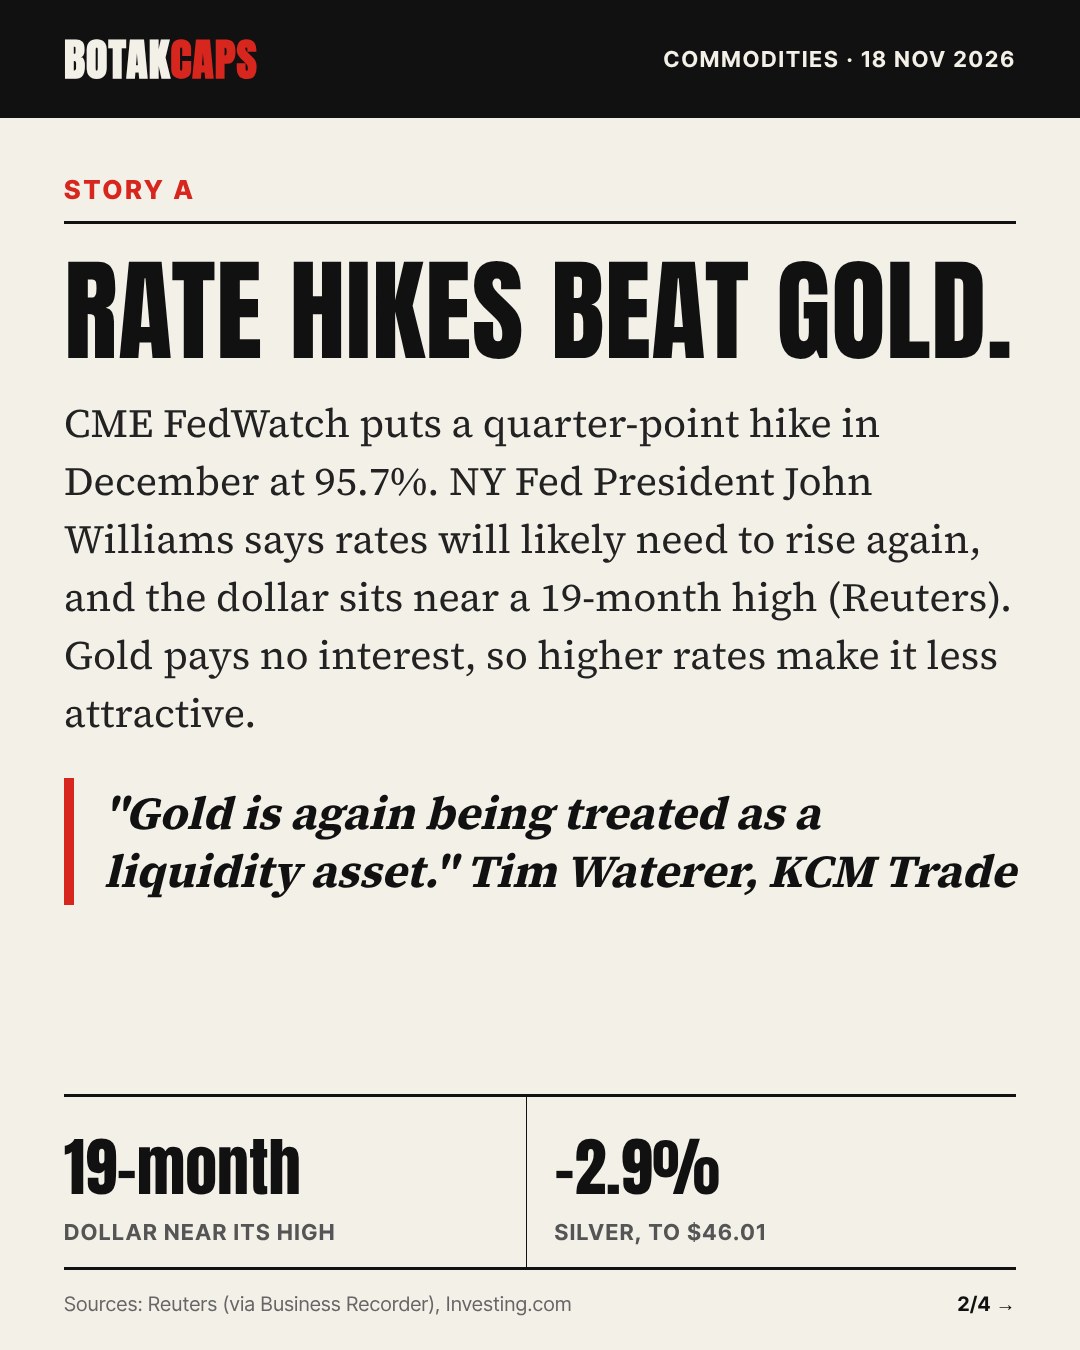 BOTAKCAPS
COMMODITIES · 18 NOV 2026
STORY A
RATE HIKES BEAT GOLD.
CME FedWatch puts a quarter-point hike in
December at 95.7%. NY Fed President John
Williams says rates will likely need to rise again,
and the dollar sits near a 19-month high (Reuters).
Gold pays no interest, so higher rates make it less
attractive.
"Gold is again being treated as a
liquidity asset." Tim Waterer, KCM Trade
19-month
DOLLAR NEAR ITS HIGH
-2.9%
SILVER, TO $46.01
Sources: Reuters (via Business Recorder), Investing.com
2/4 →